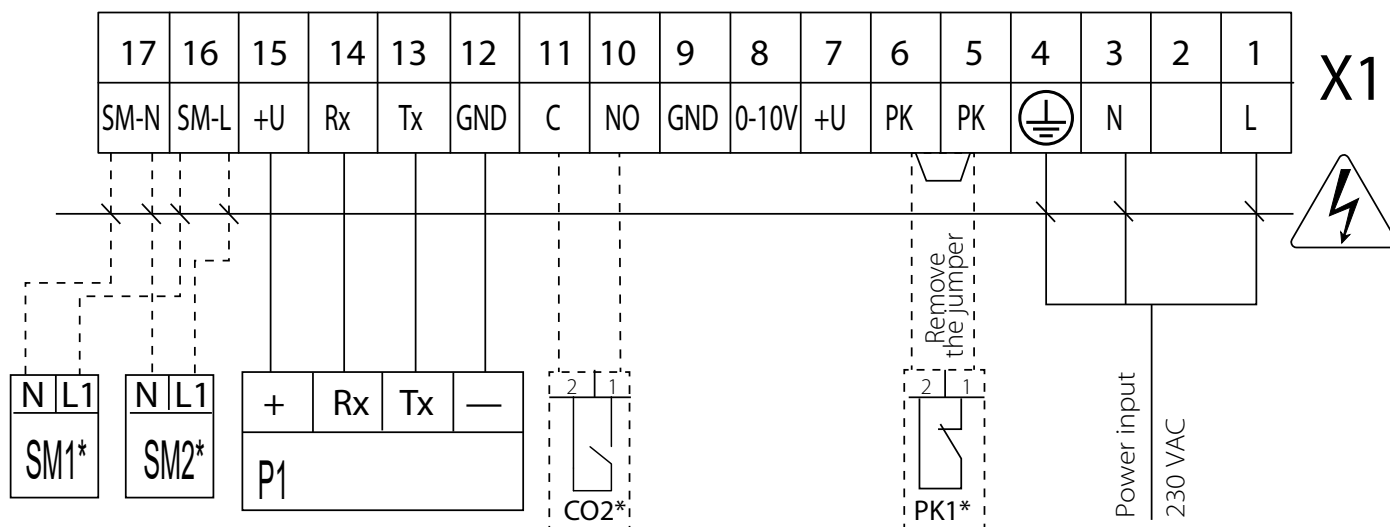 17 16 15 14 13 12 11 10 9 8 7 6 5 4 3 2 1
X1
SM-N SM-L +U Rx Tx GND C NO GND 0-10V +U PK PK N L
Remove
the jumper
N L1
SM1*
N L1
SM2*
+ Rx Tx —
P1
2 1
CO2*
2 1
PK1*
Power input
230 VAC